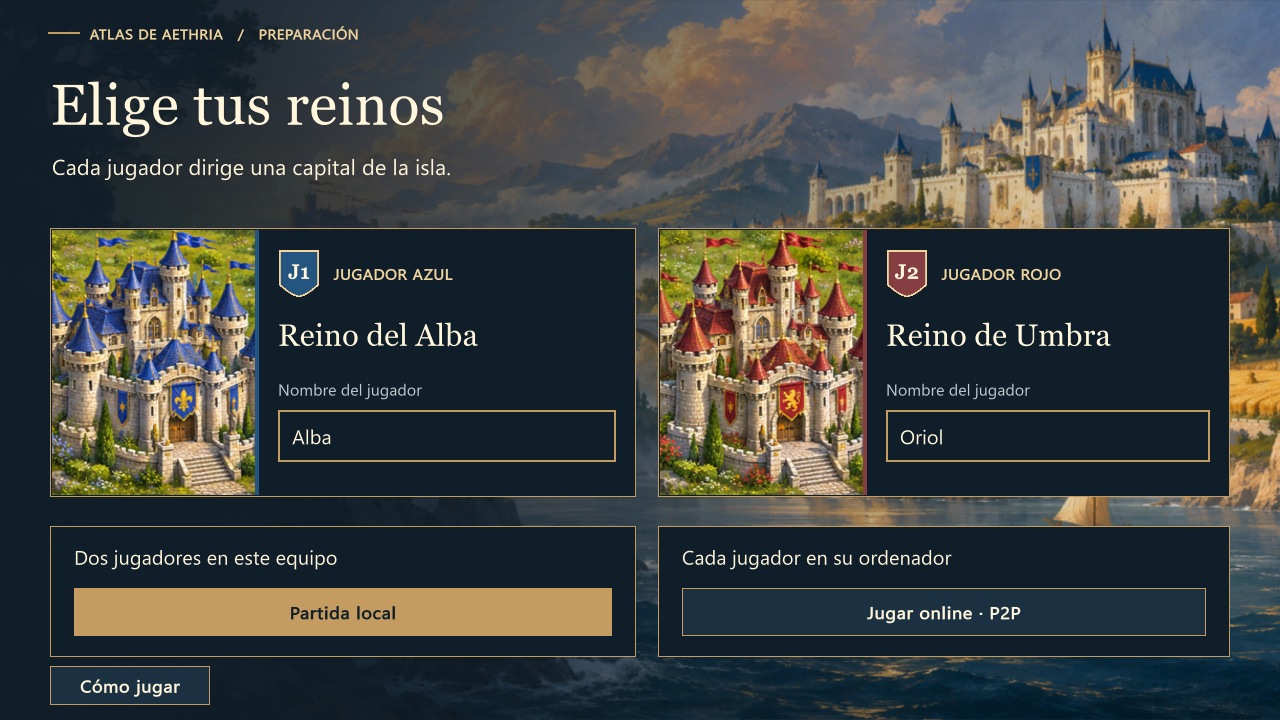 ATLAS DE AETHRIA / PREPARACIÓN
Elige tus reinos
Cada jugador dirige una capital de la isla.
J1 JUGADOR AZUL
Reino del Alba
Nombre del jugador
Alba
J2 JUGADOR ROJO
Reino de Umbra
Nombre del jugador
Oriol
Dos jugadores en este equipo
Partida local
Cada jugador en su ordenador
Jugar online · P2P
Cómo jugar